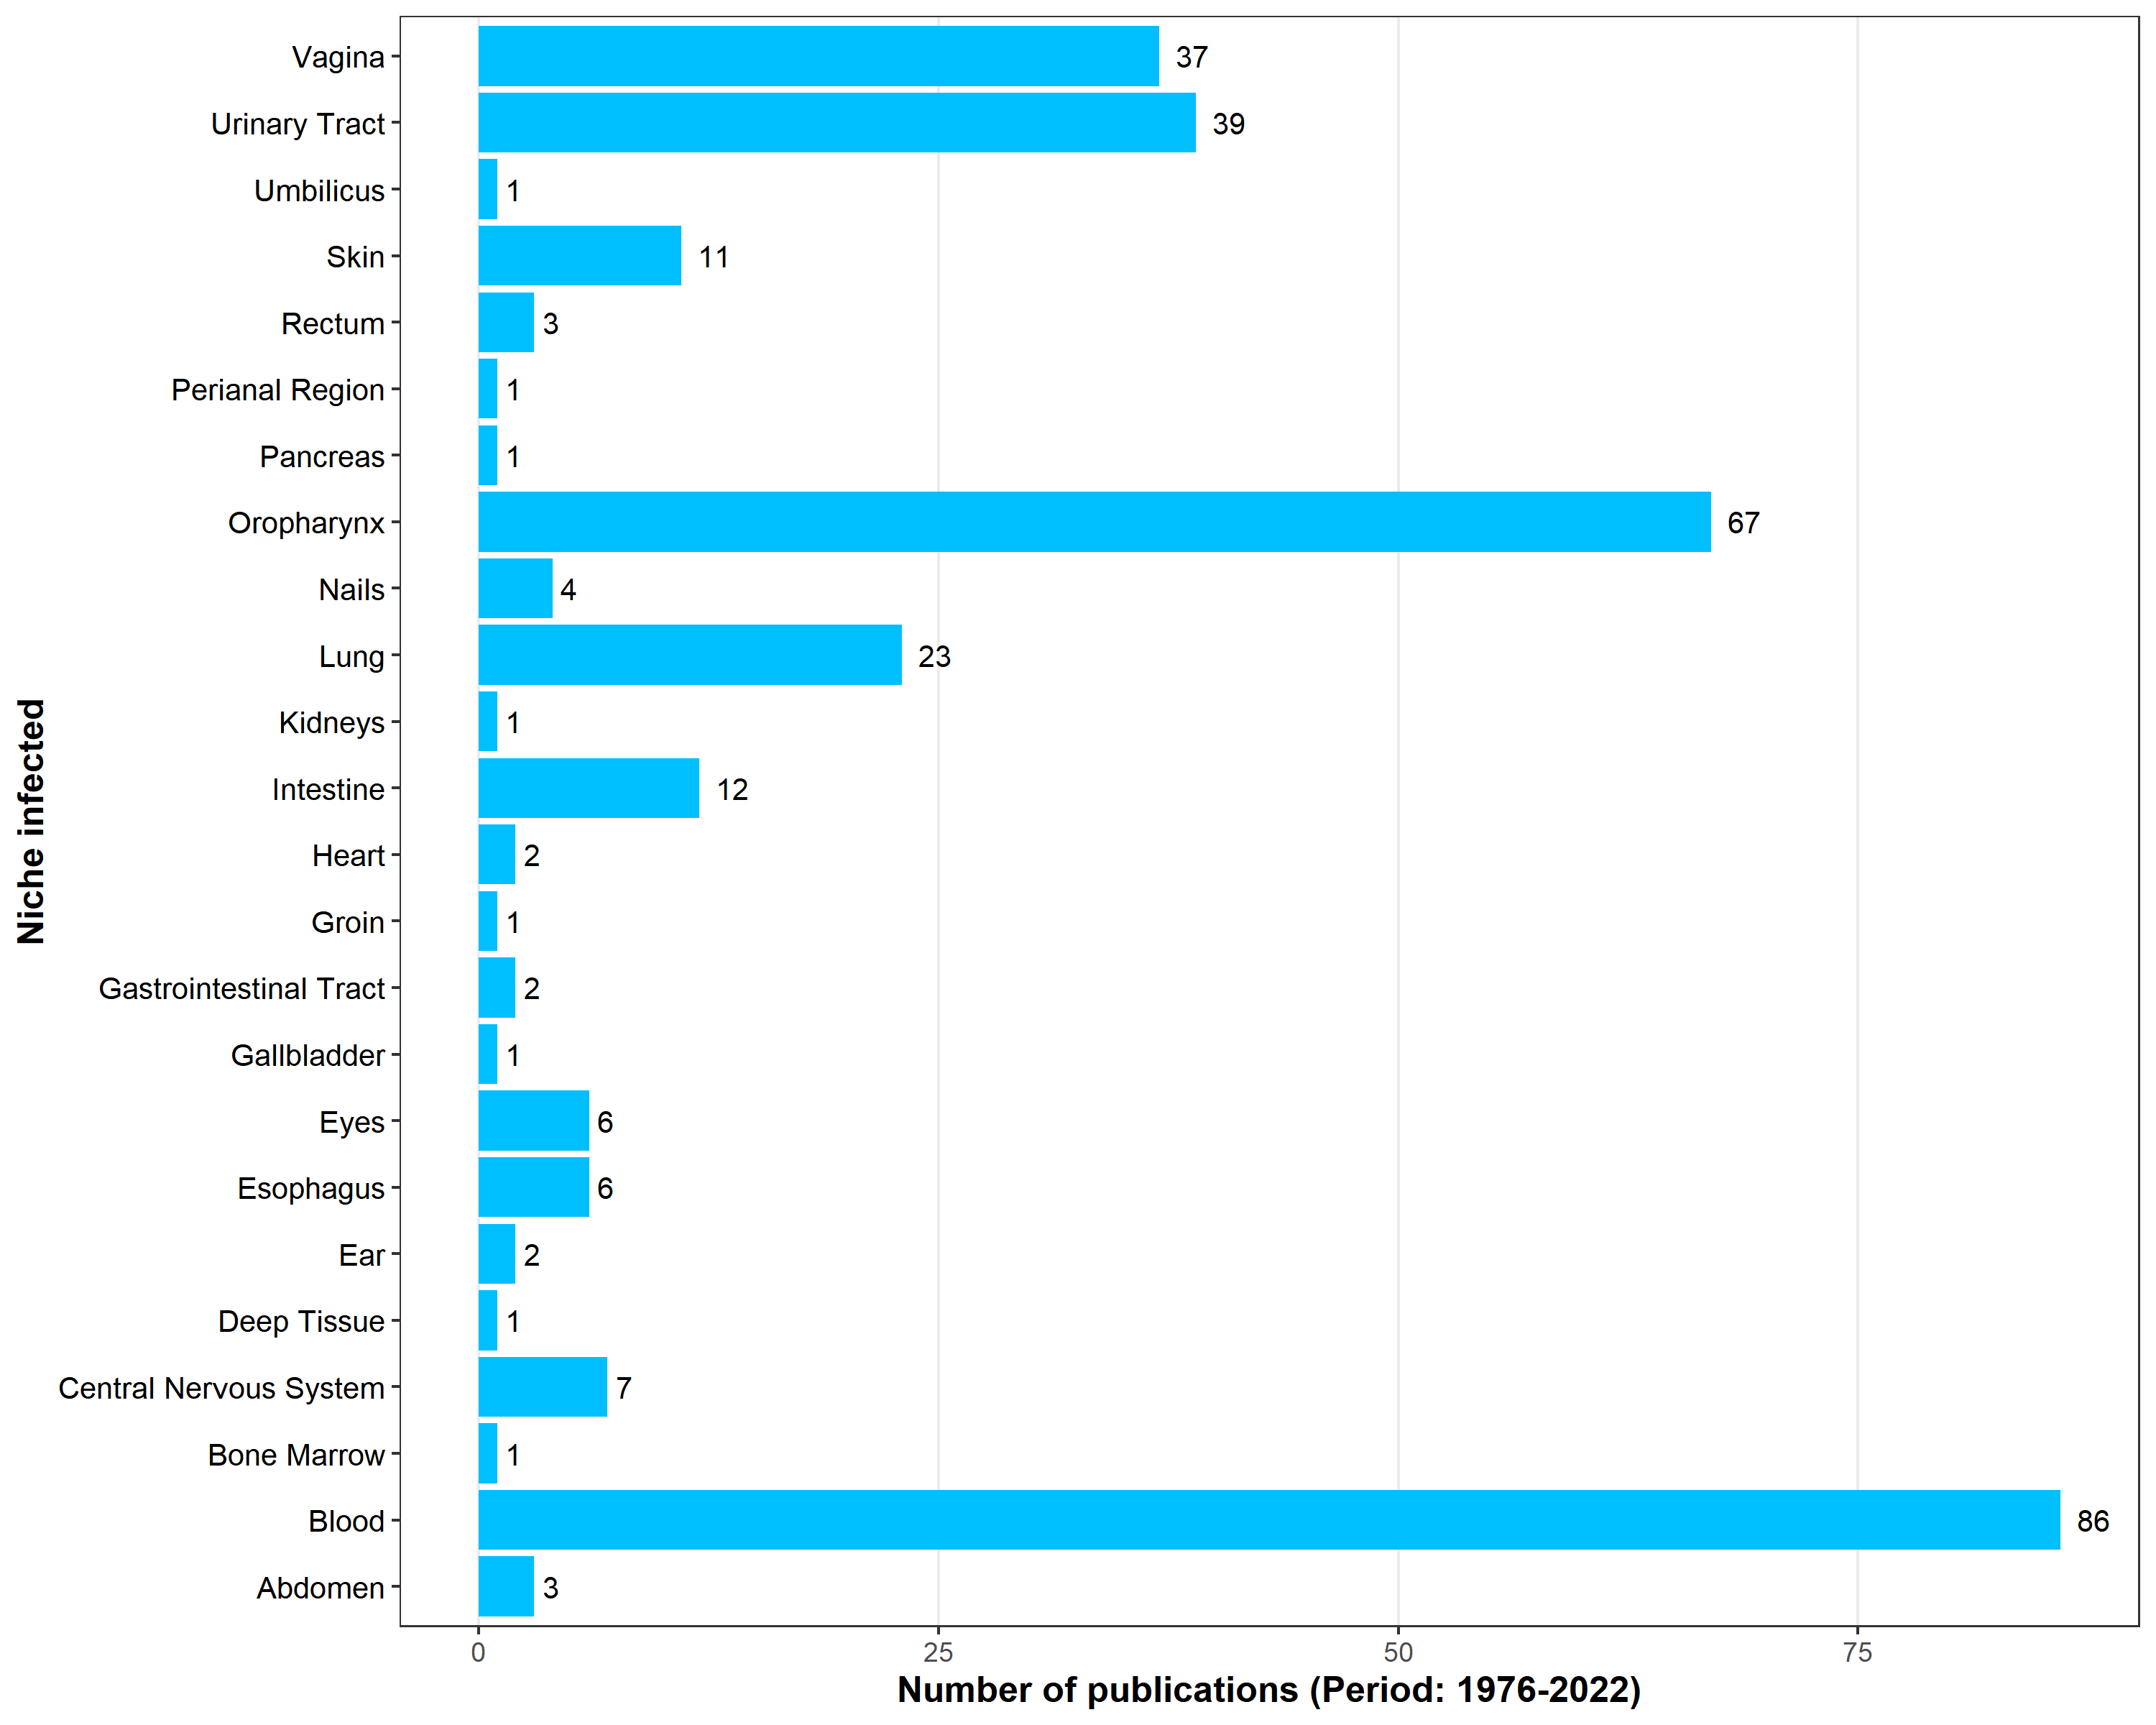 Vagina 37
Urinary Tract 39
Umbilicus 1
Skin 11
Rectum 3
Perianal Region 1
Pancreas 1
Oropharynx 67
Nails 4
Lung 23
Kidneys 1
Intestine 12
Heart 2
Groin 1
Gastrointestinal Tract 2
Gallbladder 1
Eyes 6
Esophagus 6
Ear 2
Deep Tissue 1
Central Nervous System 7
Bone Marrow 1
Blood 86
Abdomen 3
Niche infected
0 25 50 75
Number of publications (Period: 1976-2022)